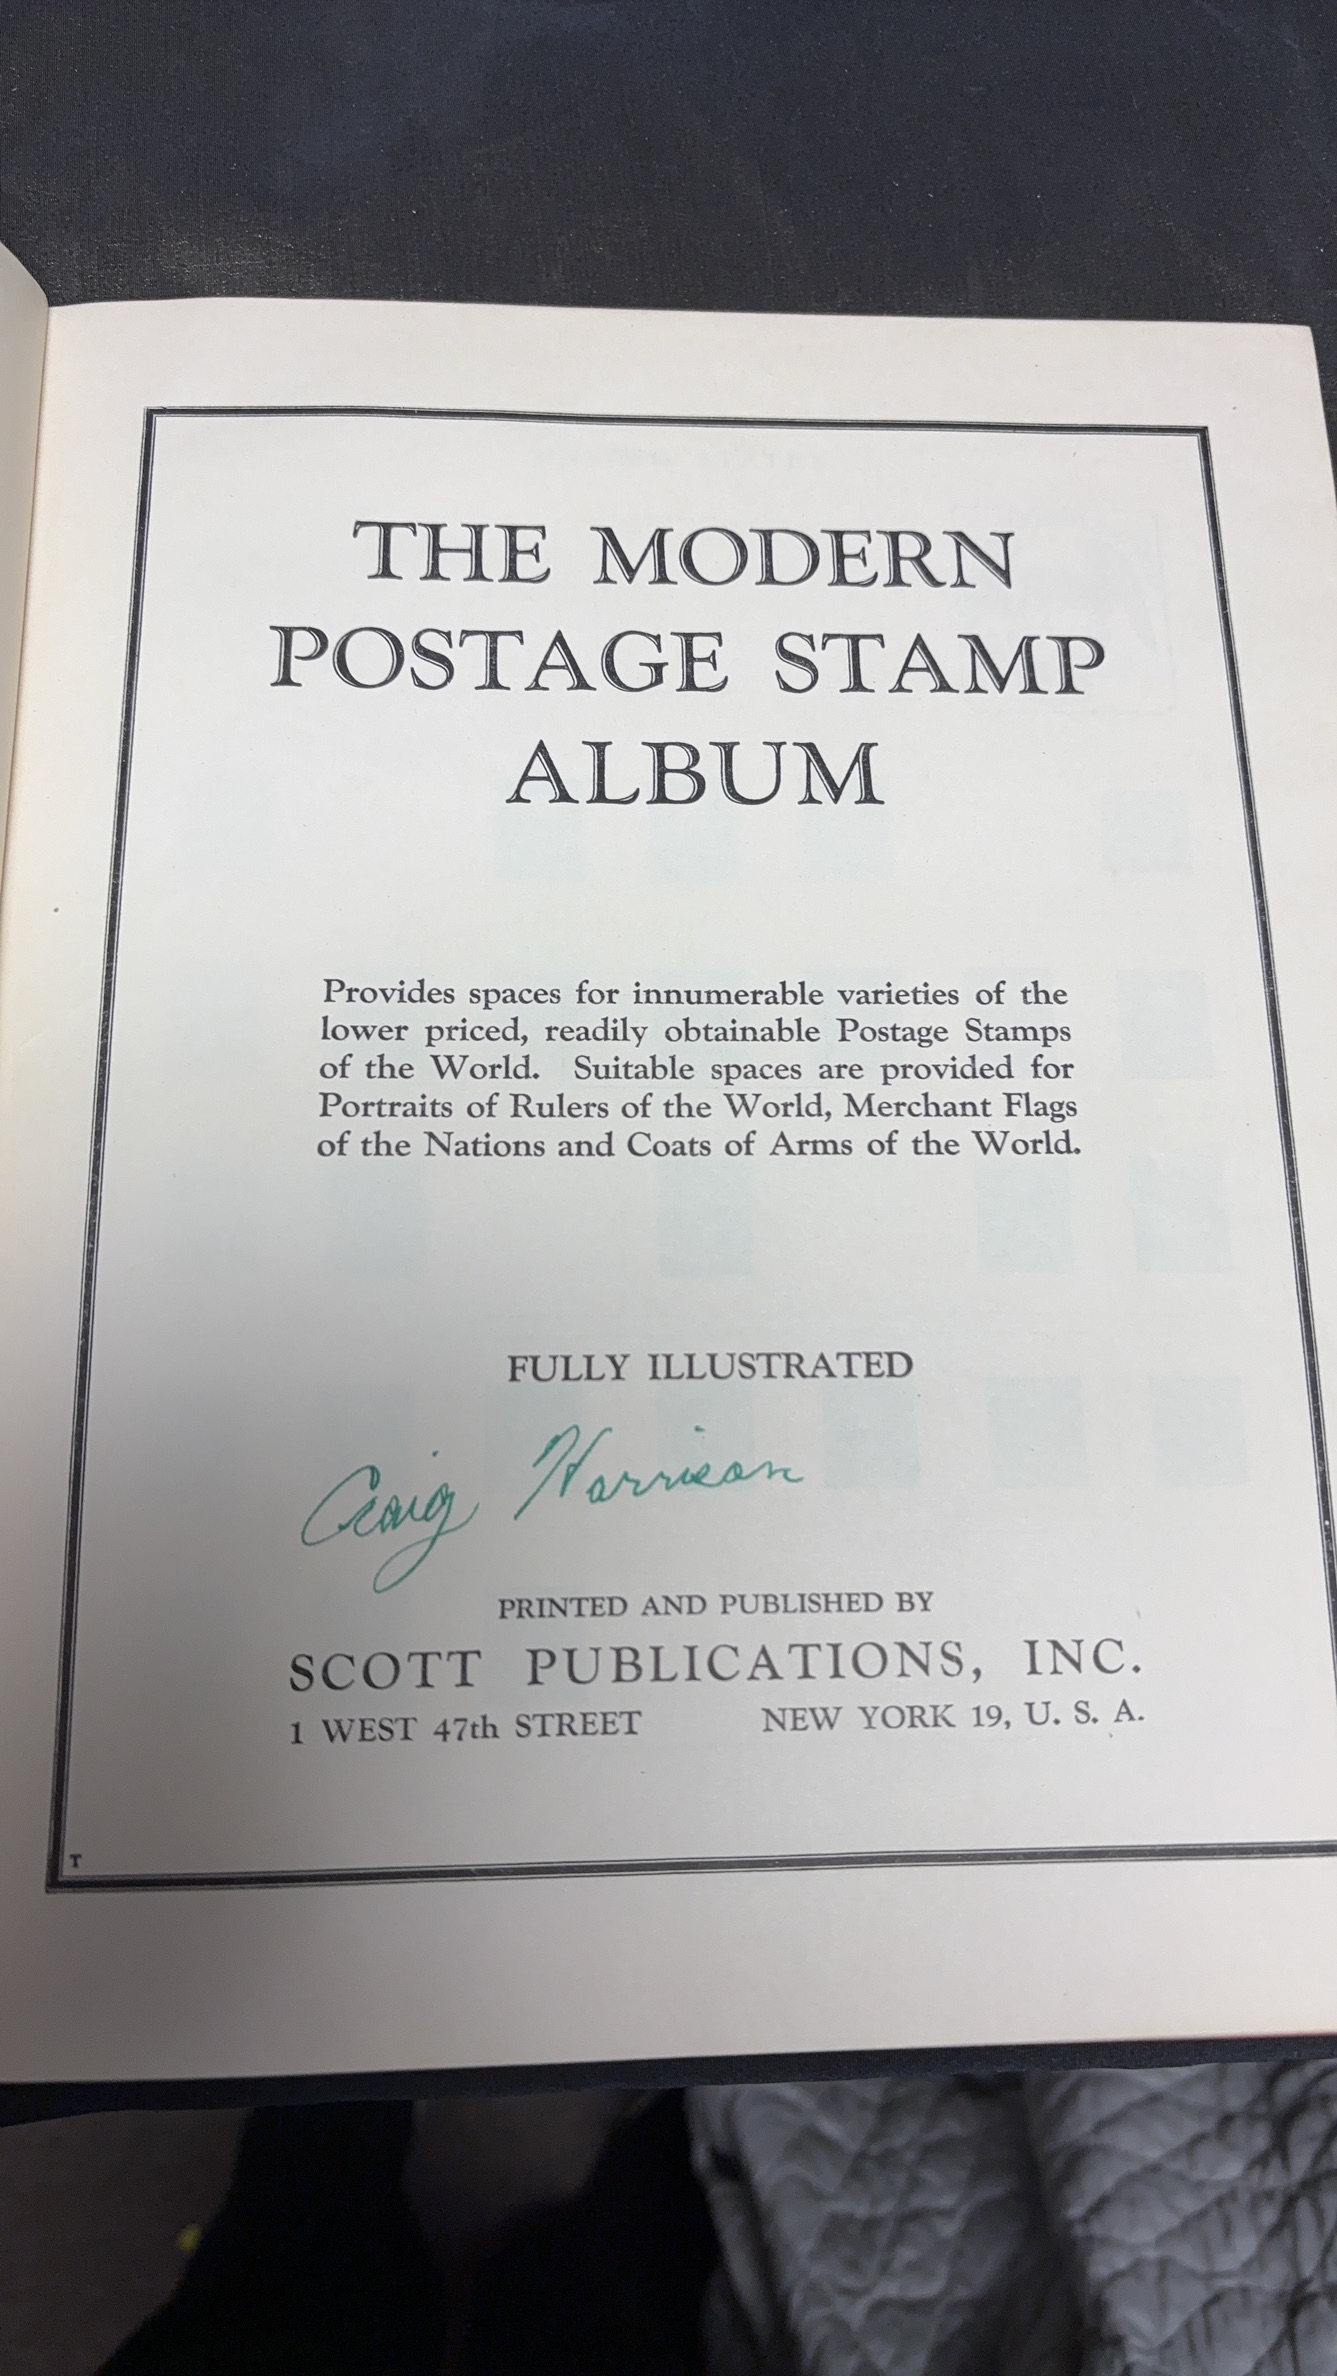 THE MODERN
POSTAGE STAMP
ALBUM
Provides spaces for innumerable varieties of the
lower priced, readily obtainable Postage Stamps
of the World. Suitable spaces are provided for
Portraits of Rulers of the World, Merchant Flags
of the Nations and Coats of Arms of the World.
FULLY ILLUSTRATED
Craig Harrison
PRINTED AND PUBLISHED BY
SCOTT PUBLICATIONS, INC.
1 WEST 47th STREET NEW YORK 19, U. S. A.
T